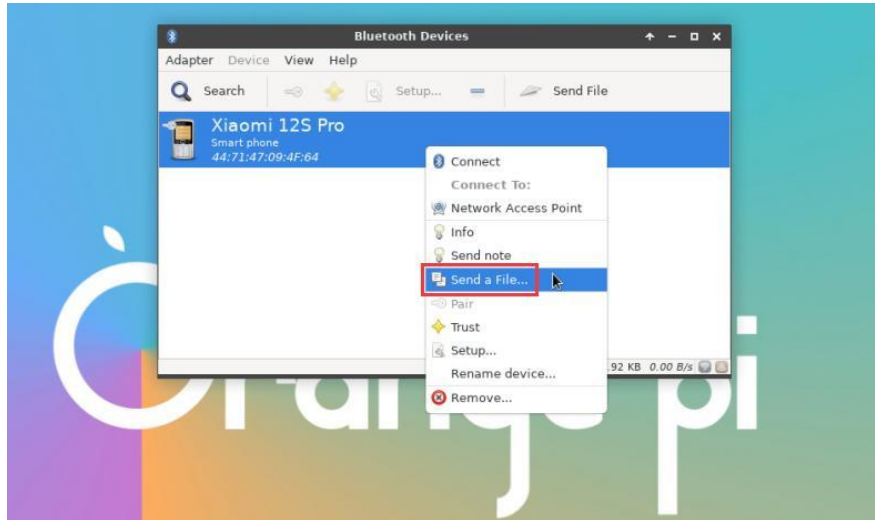 Bluetooth Devices
Adapter Device View Help
Search Setup... Send File
Xiaomi 12S Pro
Smart phone
44:71:47:09:4F:64
Connect
Connect To:
Network Access Point
Info
Send note
Send a File...
Pair
Trust
Setup...
Rename device...
Remove...
.92 KB 0.00 B/s
Orange pi